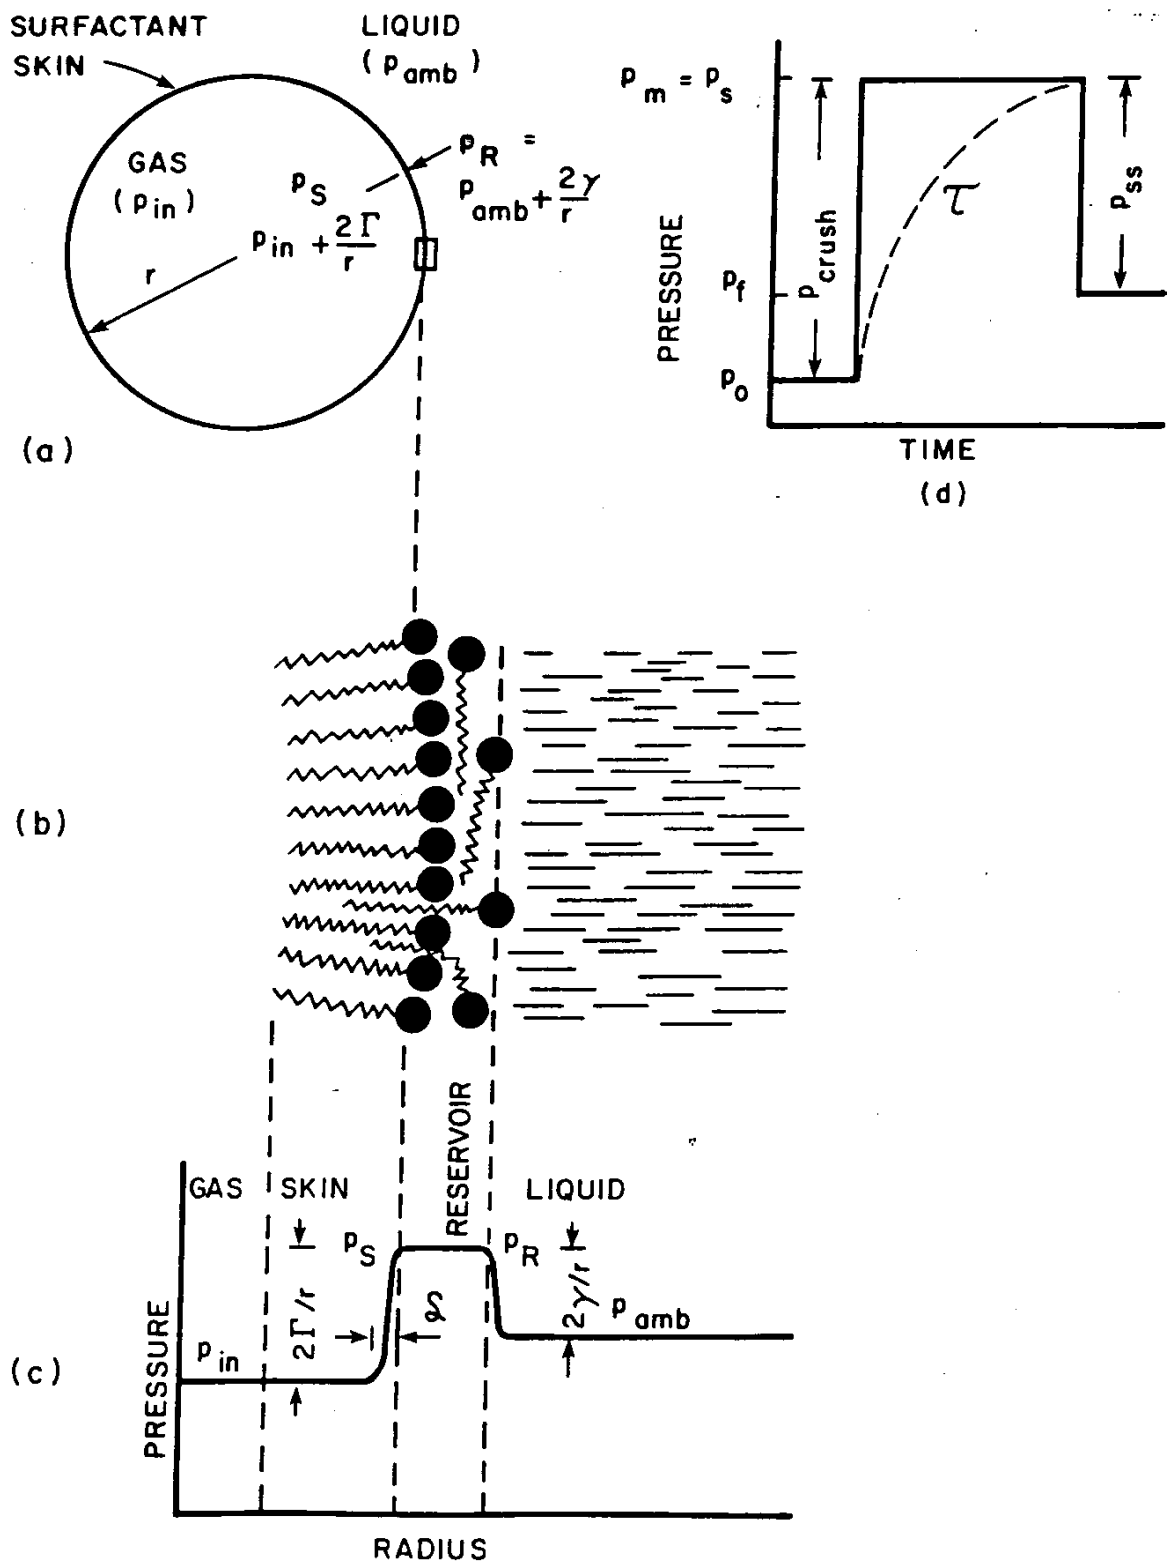 SURFACTANT
SKIN
LIQUID
(p_amb)
GAS
(p_in)
p_S
p_in + 2Γ/r
r
p_R =
p_amb + 2γ/r
(a)
p_m = p_s
p_f
p_o
PRESSURE
p_crush
τ
p_ss
TIME
(d)
(b)
RESERVOIR
GAS
SKIN
LIQUID
p_S
p_R
2Γ/r
2γ/r
p_amb
p_in
(c)
PRESSURE
RADIUS